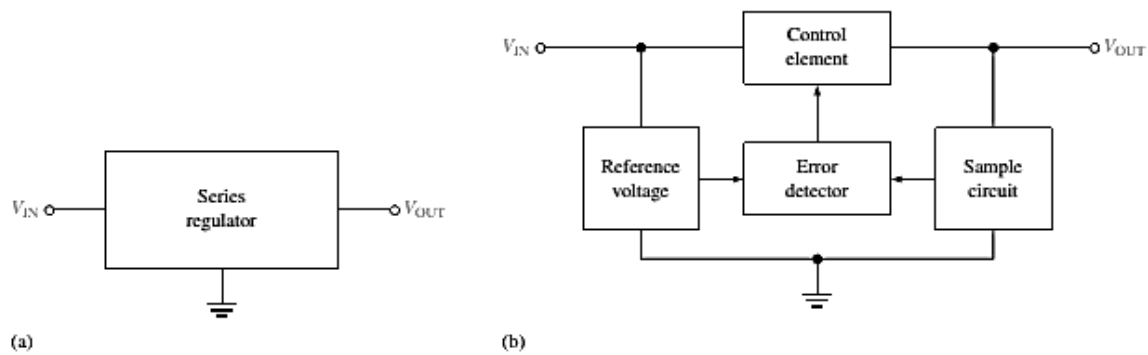 V_IN
Series
regulator
V_OUT
(a)
V_IN
Control
element
V_OUT
Reference
voltage
Error
detector
Sample
circuit
(b)